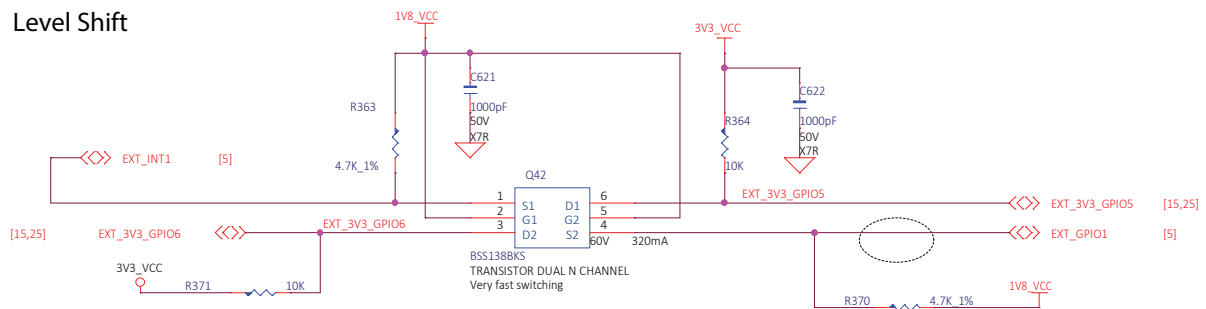 Level Shift
1V8_VCC
3V3_VCC
C621
1000pF
50V
X7R
C622
1000pF
50V
X7R
R363
4.7K_1%
R364
10K
EXT_INT1 [5]
Q42
1 S1 D1 6
2 G1 G2 5
3 D2 S2 4
60V 320mA
EXT_3V3_GPIO5
EXT_3V3_GPIO5 [15,25]
EXT_3V3_GPIO6
[15,25] EXT_3V3_GPIO6
EXT_GPIO1 [5]
BSS138BKS
TRANSISTOR DUAL N CHANNEL
Very fast switching
3V3_VCC
R371 10K
1V8_VCC
R370 4.7K_1%